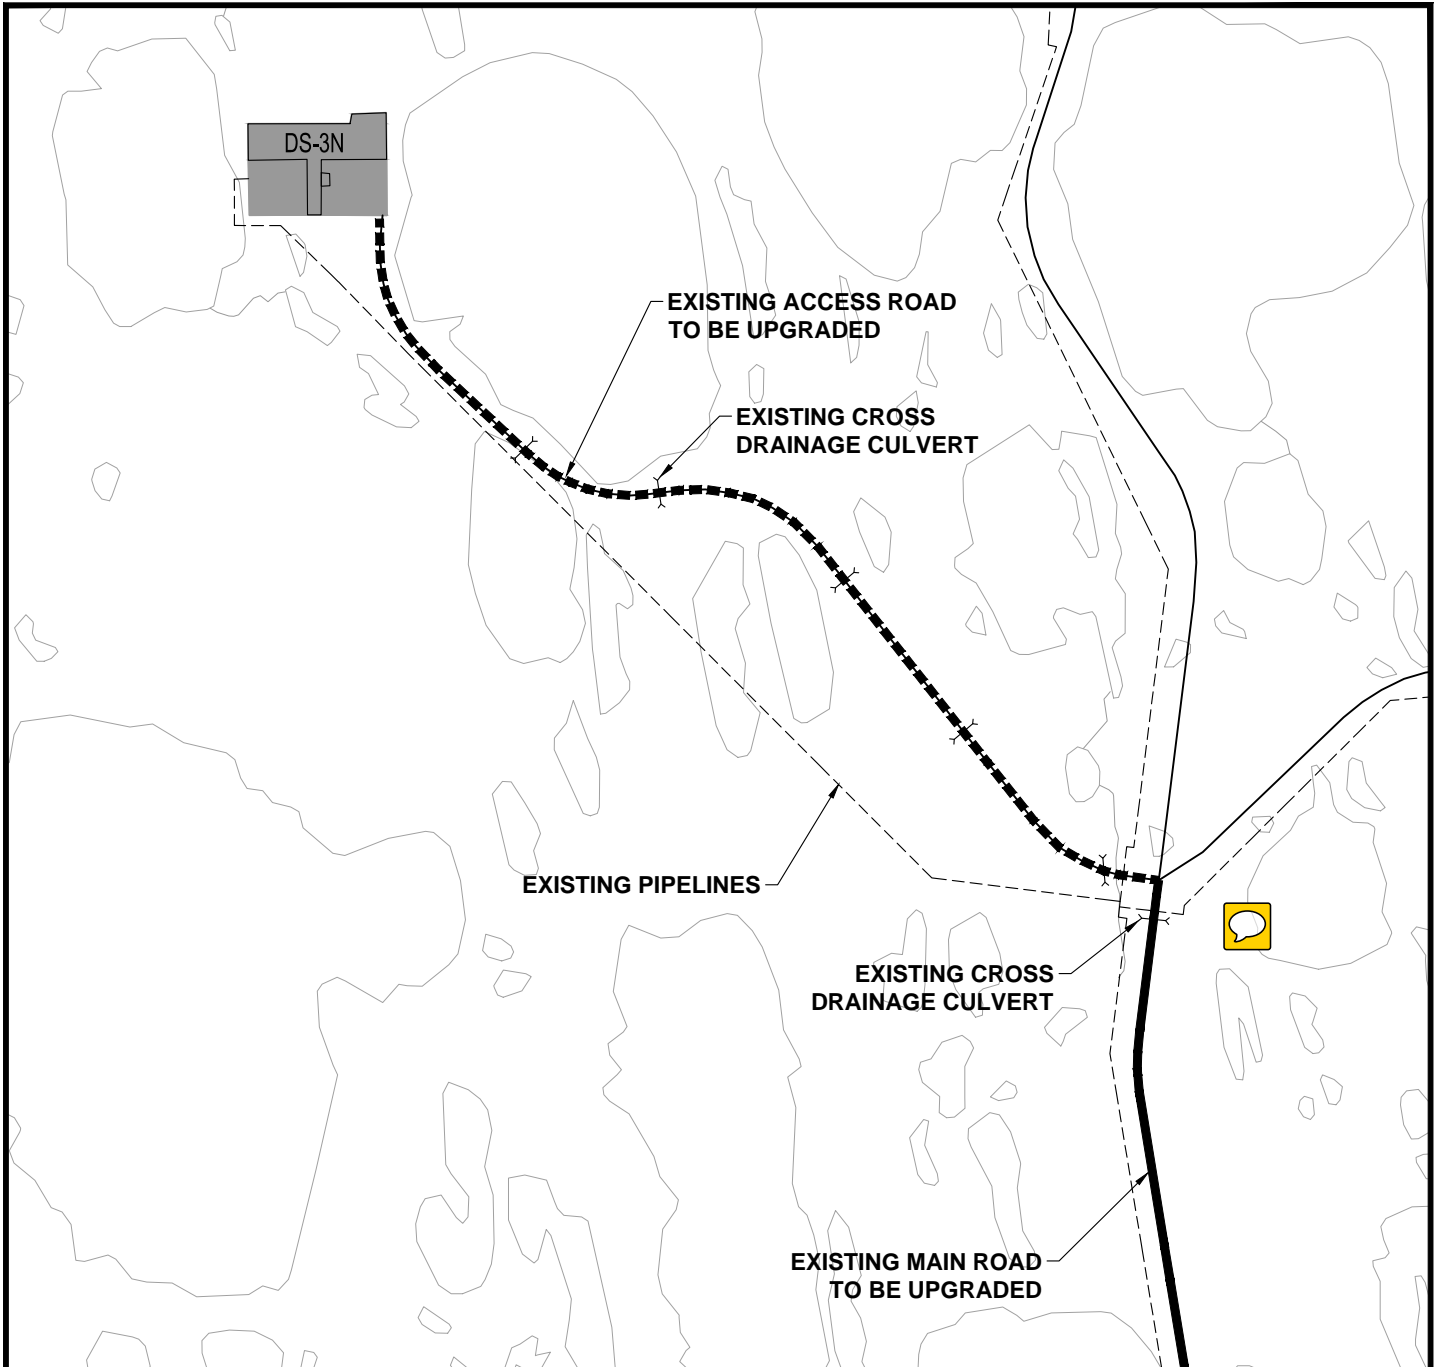 DS-3N
EXISTING ACCESS ROAD
TO BE UPGRADED
EXISTING CROSS
DRAINAGE CULVERT
EXISTING PIPELINES
EXISTING CROSS
DRAINAGE CULVERT
EXISTING MAIN ROAD
TO BE UPGRADED